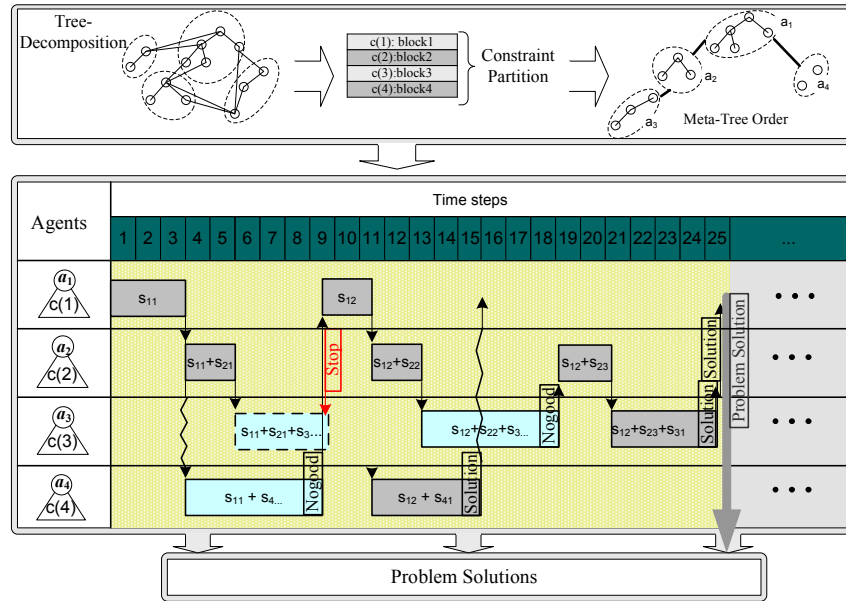 Tree-
Decomposition
c(1): block1
c(2):block2
c(3):block3
c(4):block4
Constraint
Partition
a₁
a₂
a₃
a₄
Meta-Tree Order
Agents
Time steps
1 2 3 4 5 6 7 8 9 10 11 12 13 14 15 16 17 18 19 20 21 22 23 24 25 ...
a₁
c(1)
s₁₁
s₁₂
a₂
c(2)
s₁₁+s₂₁
Stop
s₁₂+s₂₂
Nogood
s₁₂+s₂₃
Solution
Problem Solution
a₃
c(3)
s₁₁+s₂₁+s₃...
s₁₂+s₂₂+s₃...
s₁₂+s₂₃+s₃₁
Solution
a₄
c(4)
s₁₁ + s₄...
Nogood
s₁₂ + s₄₁
Solution
Problem Solutions